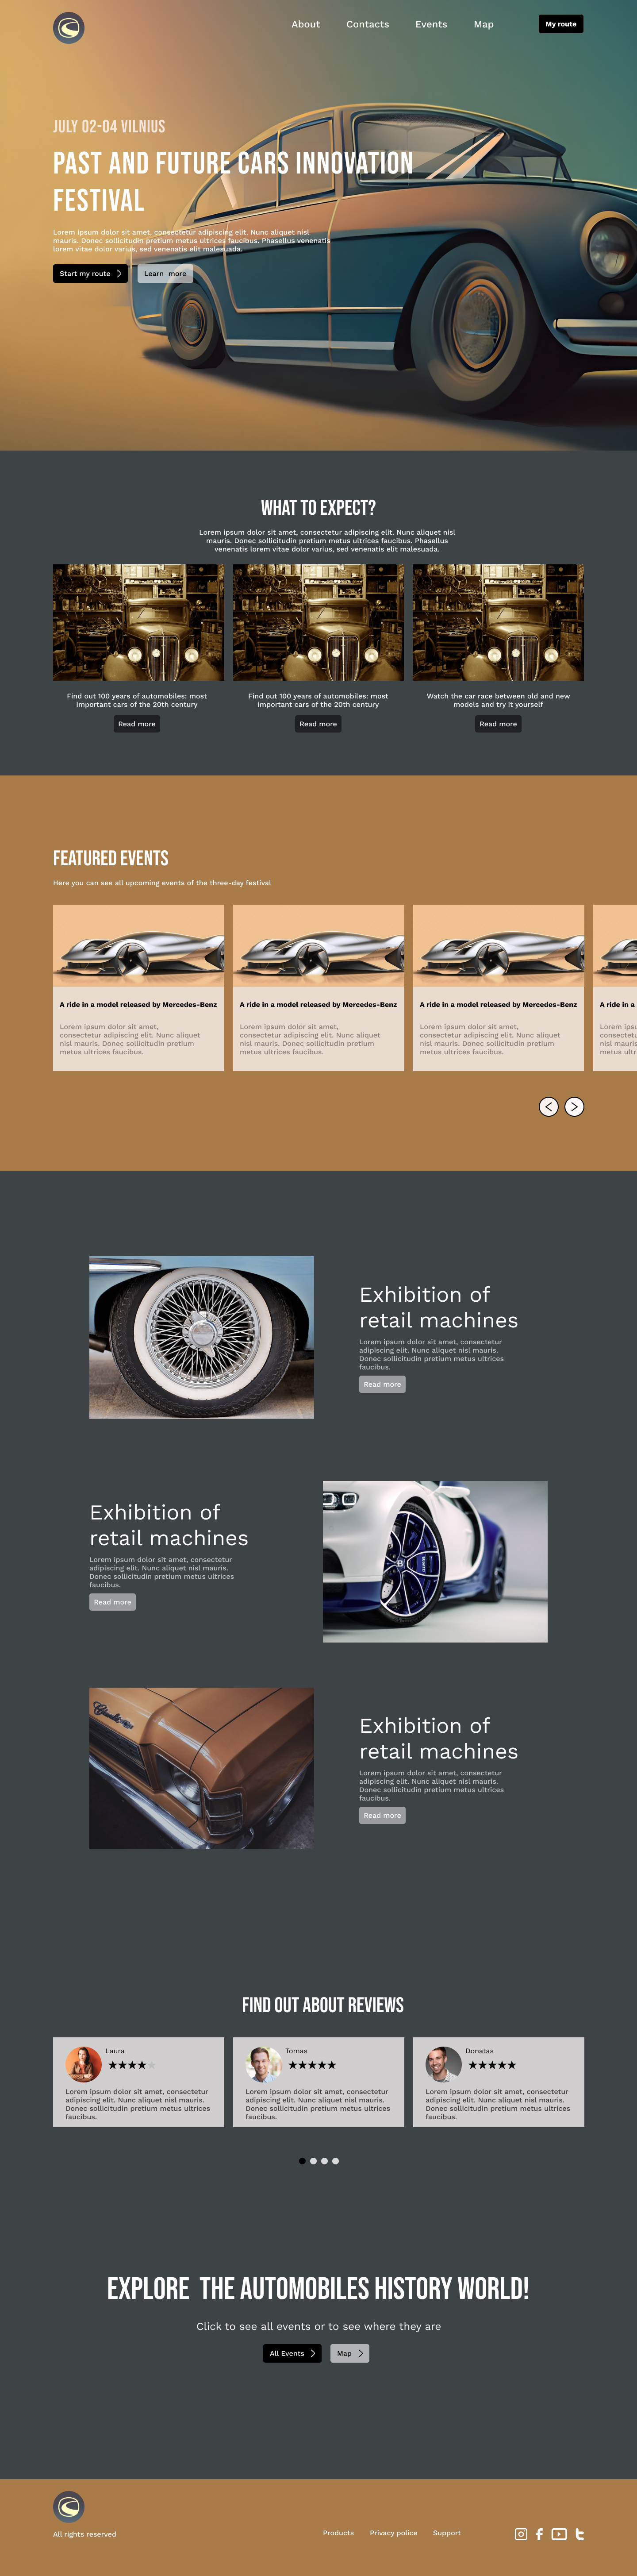 About Contacts Events Map My route
JULY 02-04 VILNIUS
PAST AND FUTURE CARS INNOVATION
FESTIVAL
Lorem ipsum dolor sit amet, consectetur adipiscing elit. Nunc aliquet nisl
mauris. Donec sollicitudin pretium metus ultrices faucibus. Phasellus venenatis
lorem vitae dolor varius, sed venenatis elit malesuada.
Start my route Learn more
WHAT TO EXPECT?
Lorem ipsum dolor sit amet, consectetur adipiscing elit. Nunc aliquet nisl
mauris. Donec sollicitudin pretium metus ultrices faucibus. Phasellus
venenatis lorem vitae dolor varius, sed venenatis elit malesuada.
Find out 100 years of automobiles: most
important cars of the 20th century
Read more
Find out 100 years of automobiles: most
important cars of the 20th century
Read more
Watch the car race between old and new
models and try it yourself
Read more
FEATURED EVENTS
Here you can see all upcoming events of the three-day festival
A ride in a model released by Mercedes-Benz
Lorem ipsum dolor sit amet,
consectetur adipiscing elit. Nunc aliquet
nisl mauris. Donec sollicitudin pretium
metus ultrices faucibus.
A ride in a model released by Mercedes-Benz
Lorem ipsum dolor sit amet,
consectetur adipiscing elit. Nunc aliquet
nisl mauris. Donec sollicitudin pretium
metus ultrices faucibus.
A ride in a model released by Mercedes-Benz
Lorem ipsum dolor sit amet,
consectetur adipiscing elit. Nunc aliquet
nisl mauris. Donec sollicitudin pretium
metus ultrices faucibus.
A ride in a
Lorem
nisl
Exhibition of
retail machines
Lorem ipsum dolor sit amet, consectetur
adipiscing elit. Nunc aliquet nisl mauris.
Donec sollicitudin pretium metus ultrices
faucibus.
Read more
Exhibition of
retail machines
Lorem ipsum dolor sit amet, consectetur
adipiscing elit. Nunc aliquet nisl mauris.
Donec sollicitudin pretium metus ultrices
faucibus.
Read more
Exhibition of
retail machines
Lorem ipsum dolor sit amet, consectetur
adipiscing elit. Nunc aliquet nisl mauris.
Donec sollicitudin pretium metus ultrices
faucibus.
Read more
FIND OUT ABOUT REVIEWS
Laura
Lorem ipsum dolor sit amet, consectetur
adipiscing elit. Nunc aliquet nisl mauris.
Donec sollicitudin pretium metus ultrices
faucibus.
Tomas
Lorem ipsum dolor sit amet, consectetur
adipiscing elit. Nunc aliquet nisl mauris.
Donec sollicitudin pretium metus ultrices
faucibus.
Donatas
Lorem ipsum dolor sit amet, consectetur
adipiscing elit. Nunc aliquet nisl mauris.
Donec sollicitudin pretium metus ultrices
faucibus.
EXPLORE THE AUTOMOBILES HISTORY WORLD!
Click to see all events or to see where they are
All Events Map
All rights reserved
Products Privacy police Support